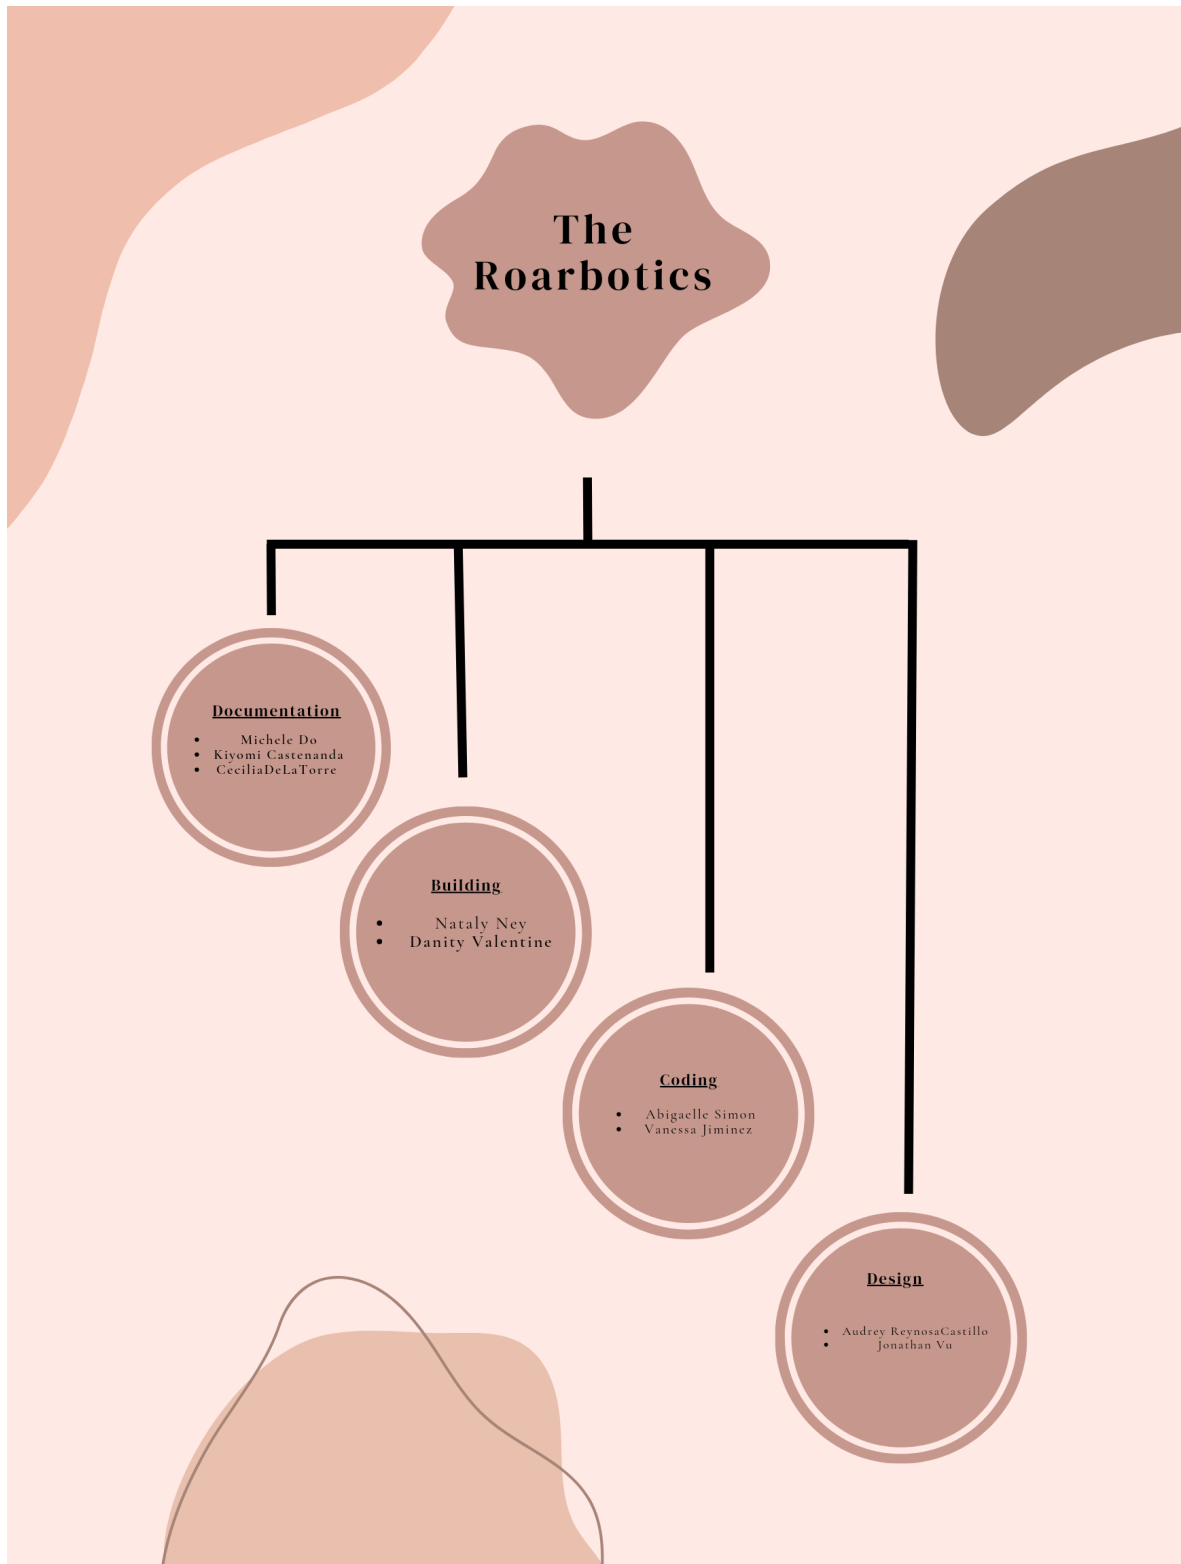 The
Roarbotics
Documentation
• Michele Do
• Kiyomi Castenanda
• CeciliaDeLaTorre
Building
• Nataly Ney
• Danity Valentine
Coding
• Abigaelle Simon
• Vanessa Jiminez
Design
• Audrey ReynosaCastillo
• Jonathan Vu